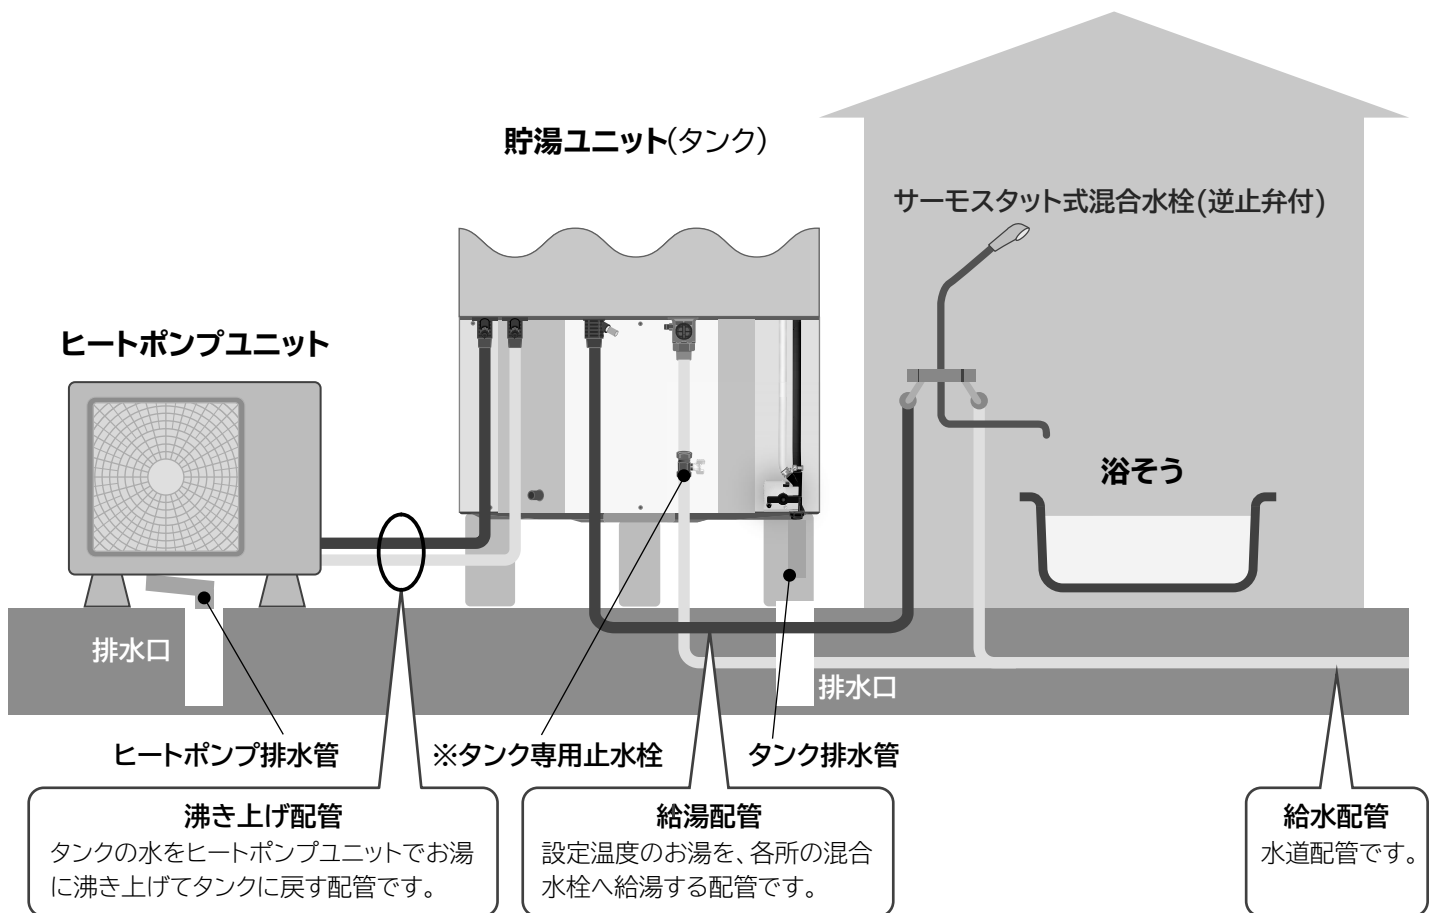 貯湯ユニット(タンク)
サーモスタット式混合水栓(逆止弁付)
ヒートポンプユニット
浴そう
排水口
排水口
ヒートポンプ排水管
※タンク専用止水栓
タンク排水管
沸き上げ配管
タンクの水をヒートポンプユニットでお湯
に沸き上げてタンクに戻す配管です。
給湯配管
設定温度のお湯を、各所の混合
水栓へ給湯する配管です。
給水配管
水道配管です。